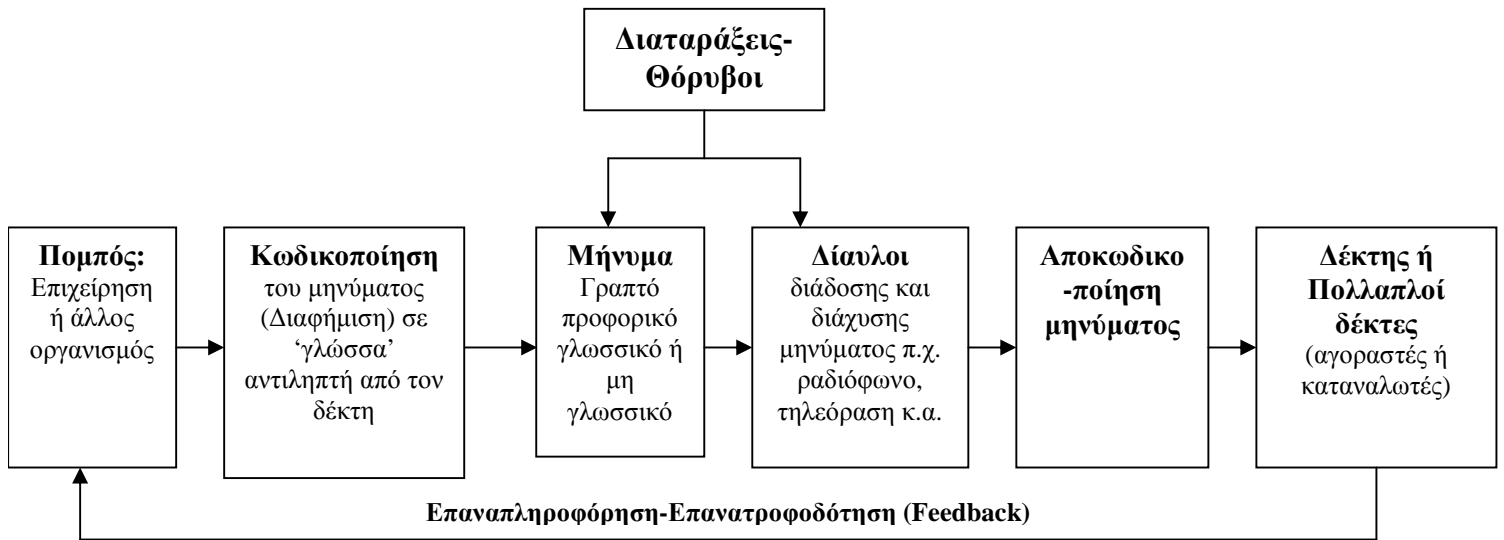 Διαταράξεις-
Θόρυβοι
Πομπός:
Επιχείρηση
ή άλλος
οργανισμός
Κωδικοποίηση
του μηνύματος
(Διαφήμιση) σε
‘γλώσσα’
αντιληπτή από τον
δέκτη
Μήνυμα
Γραπτό
προφορικό
γλωσσικό ή
μη
γλωσσικό
Δίαυλοι
διάδοσης και
διάχυσης
μηνύματος π.χ.
ραδιόφωνο,
τηλεόραση κ.α.
Αποκωδικο
-ποίηση
μηνύματος
Δέκτης ή
Πολλαπλοί
δέκτες
(αγοραστές ή
καταναλωτές)
Επαναπληροφόρηση-Επανατροφοδότηση (Feedback)